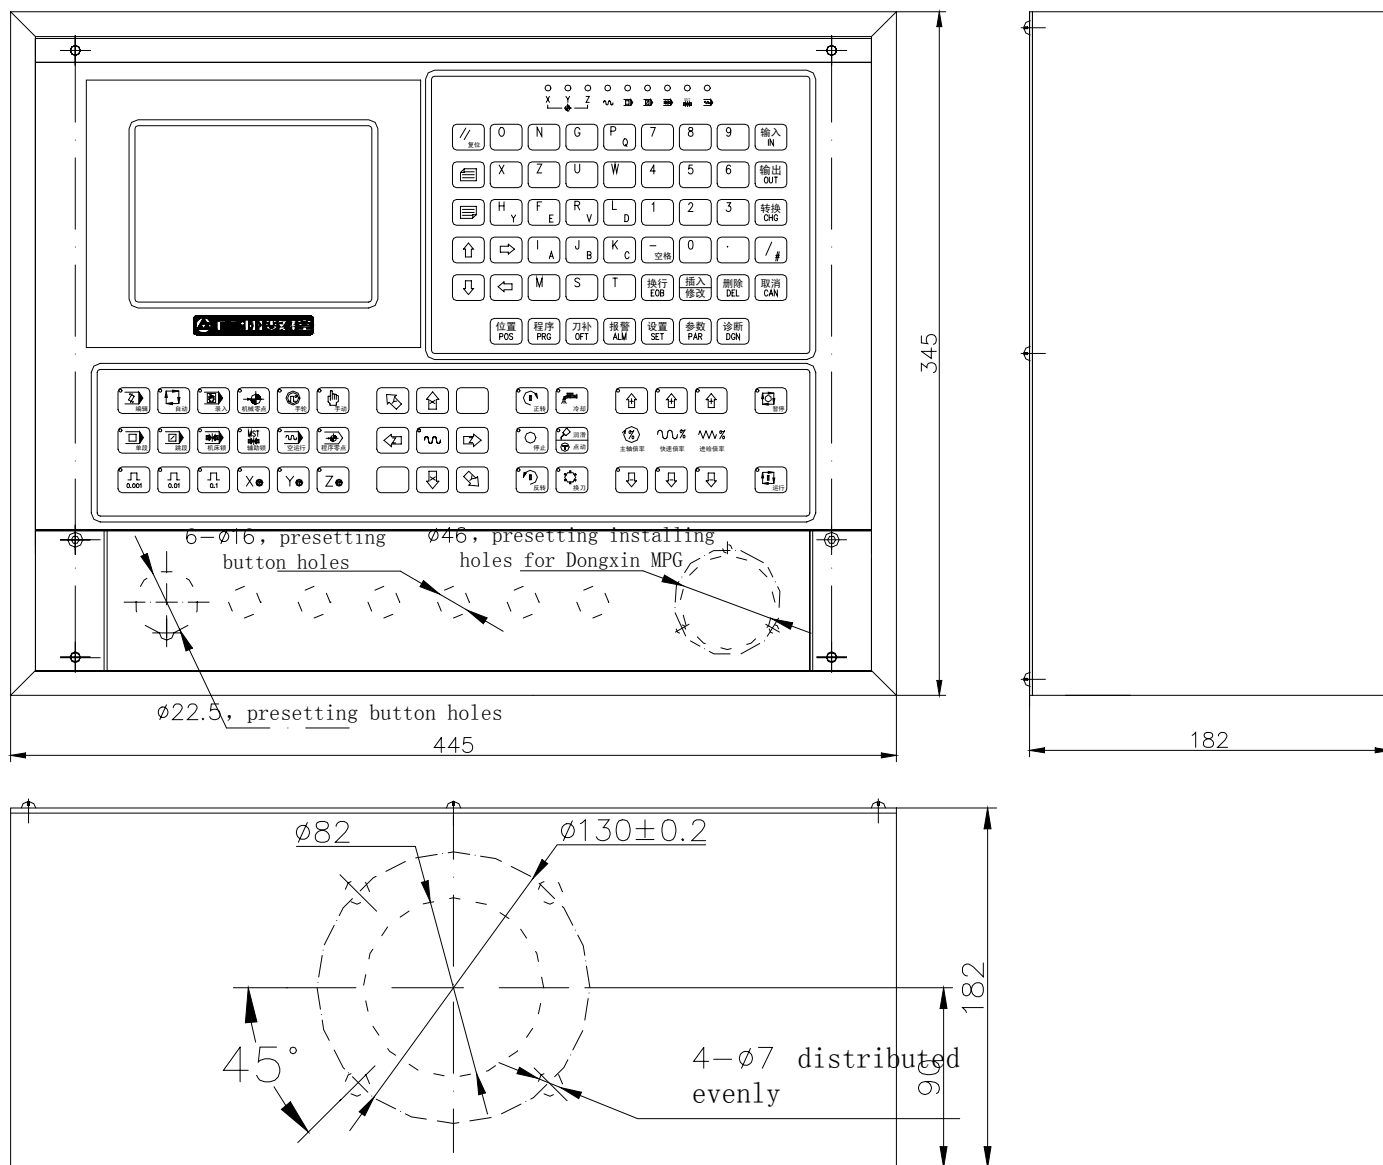 X Y Z
// 复位 O N G P Q 7 8 9 输入 IN
X Z U W 4 5 6 输出 OUT
H Y F E R V L D 1 2 3 转换 CHG
I A J B K C - 空格 0 . / #
M S T 换行 EOB 插入 修改 删除 DEL 取消 CAN
位置 POS 程序 PRG 刀补 OFT 报警 ALM 设置 SET 参数 PAR 诊断 DGN
编辑 自动 录入 机械零点 手轮 手动 正转 冷却 暂停
单段 跳段 机床锁 MST 辅助锁 空运行 程序零点 停止 润滑 点动 % 主轴倍率 % 快速倍率 % 进给倍率
0.001 0.01 0.1 X Y Z 反转 换刀 运行
345
6-ø16, presetting
button holes
ø46, presetting installing
holes for Dongxin MPG
ø22.5, presetting button holes
445
182
ø82
ø130±0.2
45°
4-ø7 distributed
evenly
182
90